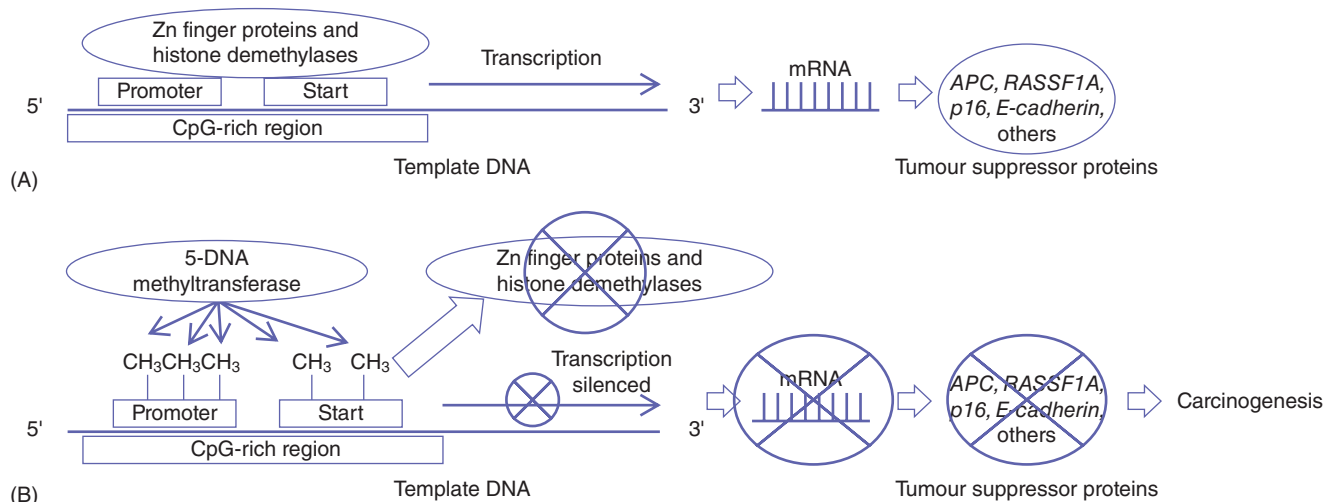 Zn finger proteins and
histone demethylases
Transcription
mRNA
APC, RASSF1A,
p16, E-cadherin,
others
5'
Promoter
Start
3'
CpG-rich region
Template DNA
Tumour suppressor proteins
(A)
5-DNA
methyltransferase
Zn finger proteins and
histone demethylases
CH₃CH₃CH₃
CH₃
CH₃
Transcription
silenced
mRNA
APC, RASSF1A,
p16, E-cadherin,
others
Carcinogenesis
Promoter
Start
5'
3'
CpG-rich region
Template DNA
Tumour suppressor proteins
(B)